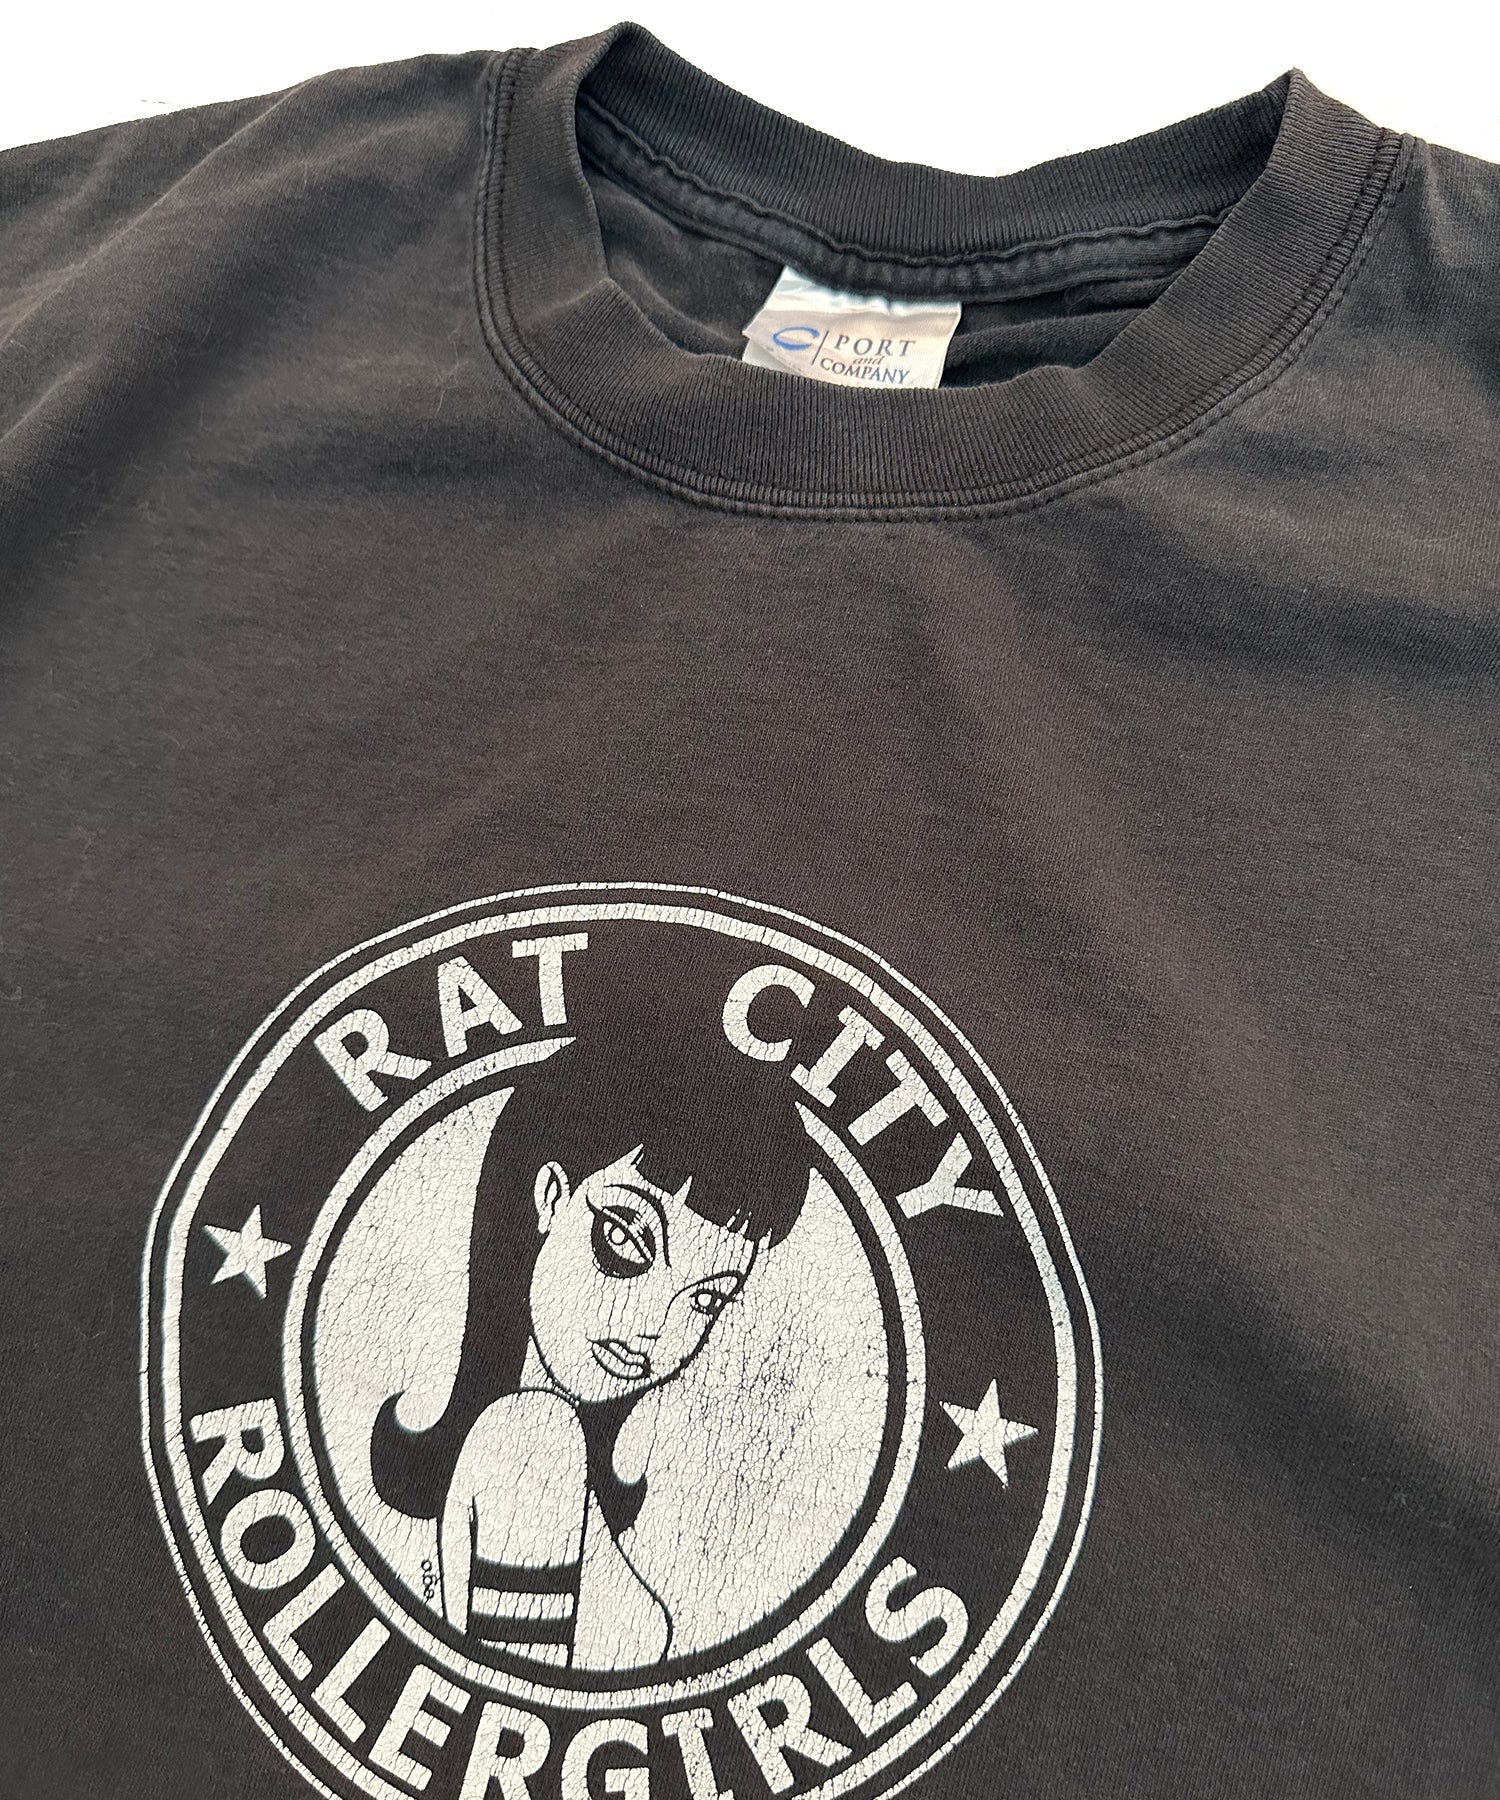 PORT
and
COMPANY
RAT CITY
ROLLERGIRLS